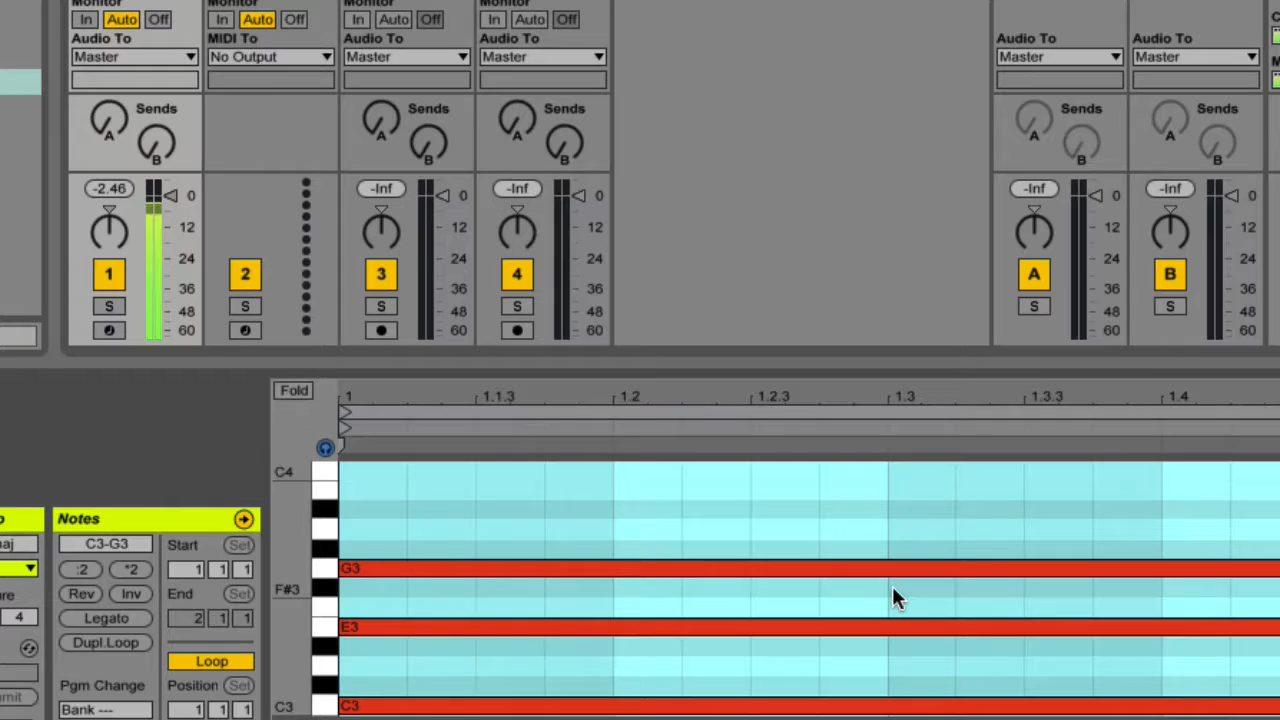 Monitor Monitor Monitor Monitor
In Auto Off In Auto Off In Auto Off In Auto Off
Audio To MIDI To Audio To Audio To Audio To Audio To
Master No Output Master Master Master Master
Sends Sends Sends Sends Sends
A A A A A
B B B B B
-2.46 -Inf -Inf -Inf -Inf
0 0 0 0 0
12 12 12 12 12
24 24 24 24 24
1 2 3 4 A B
36 36 36 36 36
S S S S S S
48 48 48 48 48
60 60 60 60 60
Fold 1 1.1.3 1.2 1.2.3 1.3 1.3.3 1.4
C4
Notes
aj C3-G3 Start Set
:2 *2 1 1 1
G3
Rev Inv End Set
F#3
4 Legato 2 1 1
E3
Dupl.Loop
Loop
Pgm Change Position Set
mit Bank --- 1 1 1
C3 C3